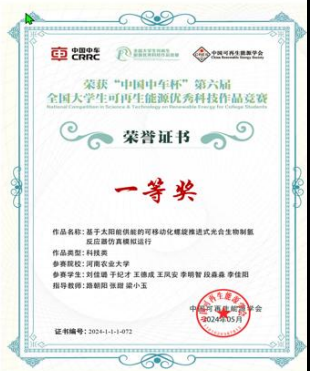 中国中车
CRRC
中国可再生能源学会
China Renewable Energy Society
荣获“中国中车杯”第六届
全国大学生可再生能源优秀科技作品竞赛
National Competition in Science & Technology on Renewable Energy for College Students
荣誉证书
一等奖
作品名称：基于太阳能供能的可移动化螺旋推进式光合生物制氢
反应器仿真模拟运行
作品类型：科技类
参赛院校：河南农业大学
参赛学生：刘佳璐 于纪才 王德成 王凤安 李明智 段淼淼 李佳阳
指导教师：路朝阳 张甜 梁小玉
中国可再生能源学会
2024年05月
证书编号：2024-1-1-1-072